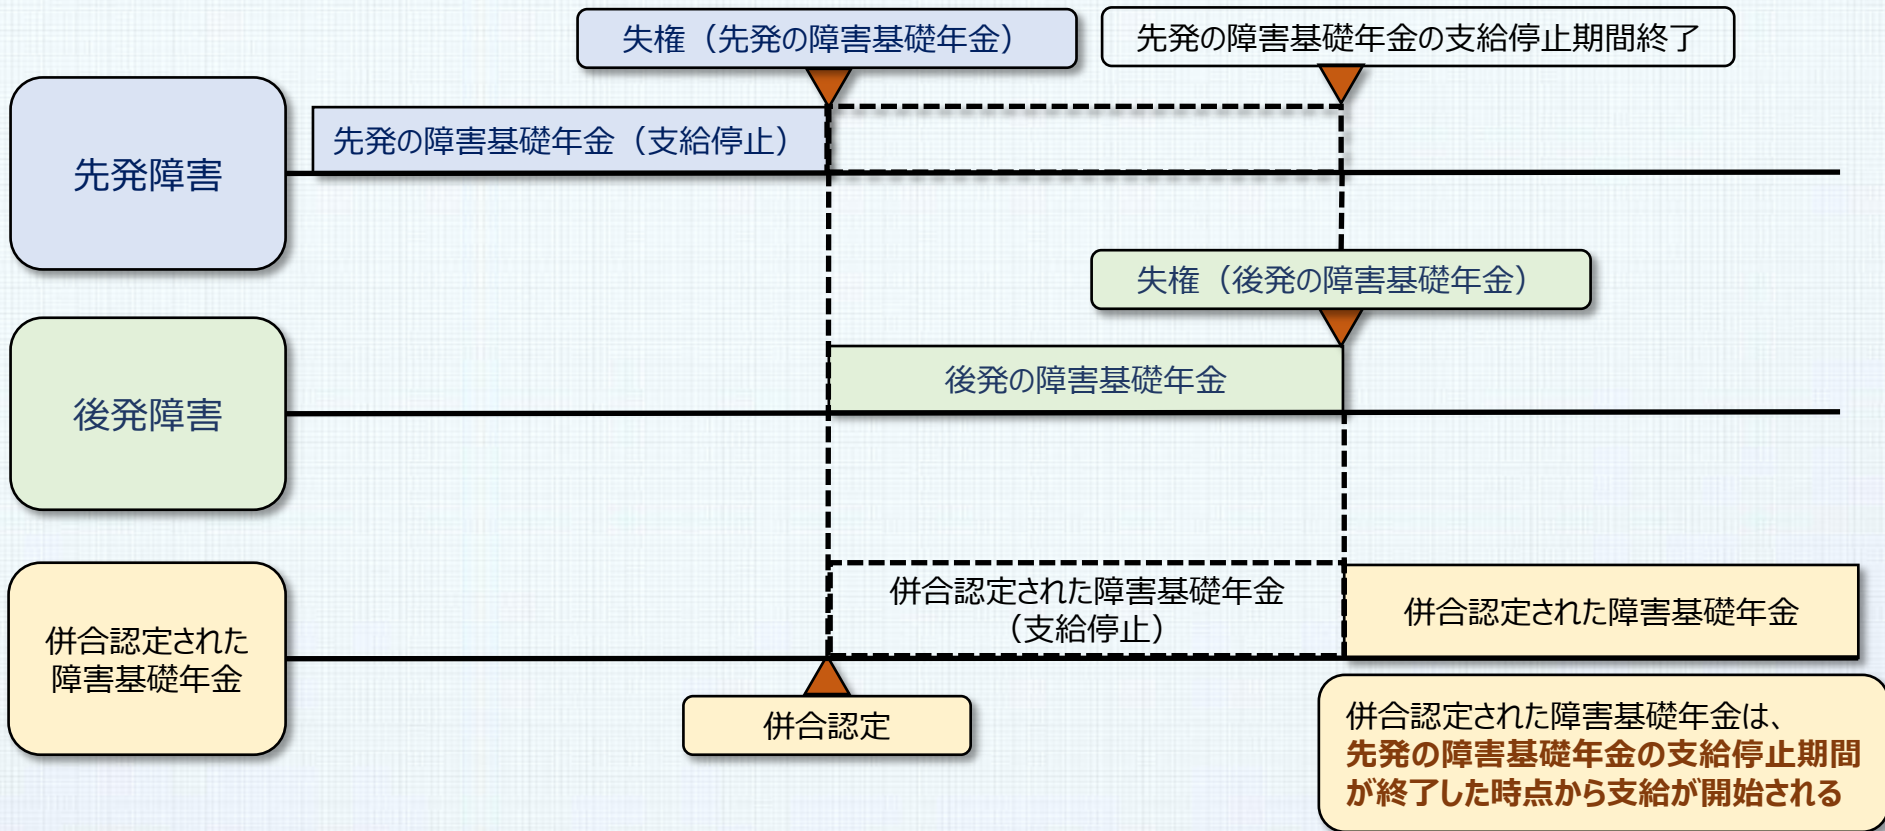 失権（先発の障害基礎年金）
先発の障害基礎年金の支給停止期間終了
先発障害
先発の障害基礎年金（支給停止）
失権（後発の障害基礎年金）
後発障害
後発の障害基礎年金
併合認定された
障害基礎年金
併合認定された障害基礎年金
（支給停止）
併合認定された障害基礎年金
併合認定
併合認定された障害基礎年金は、
先発の障害基礎年金の支給停止期間
が終了した時点から支給が開始される